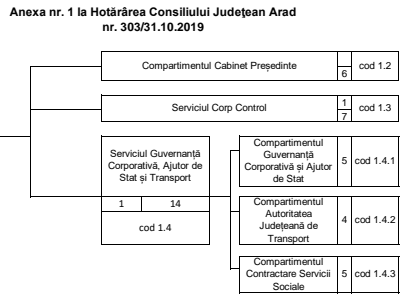 Anexa nr. 1 la Hotărârea Consiliului Judeţean Arad
nr. 303/31.10.2019
Compartimentul Cabinet Președinte
6
cod 1.2
Serviciul Corp Control
1
7
cod 1.3
Serviciul Guvernanță
Corporativă, Ajutor de
Stat și Transport
1
14
cod 1.4
Compartimentul
Guvernanță
Corporativă și Ajutor
de Stat
5
cod 1.4.1
Compartimentul
Autoritatea
Județeană de
Transport
4
cod 1.4.2
Compartimentul
Contractare Servicii
Sociale
5
cod 1.4.3